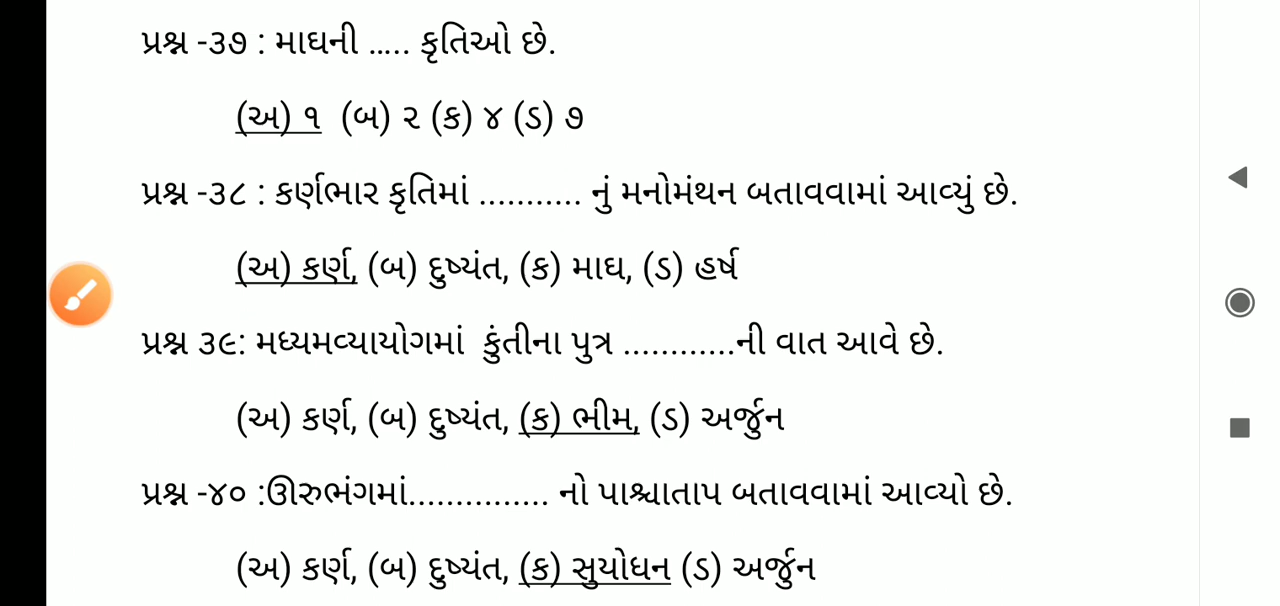 પ્રશ્ન -૩૭ : માઘની ..... કૃતિઓ છે.
(અ) ૧ (બ) ૨ (ક) ૪ (ડ) ૭
પ્રશ્ન -૩૮ : કર્ણભાર કૃતિમાં ........... નું મનોમંથન બતાવવામાં આવ્યું છે.
(અ) કર્ણ, (બ) દુષ્યંત, (ક) માઘ, (ડ) હર્ષ
પ્રશ્ન ૩૯: મધ્યમવ્યાયોગમાં કુંતીના પુત્ર ............ની વાત આવે છે.
(અ) કર્ણ, (બ) દુષ્યંત, (ક) ભીમ, (ડ) અર્જુન
પ્રશ્ન -૪૦ :ઊરુભંગમાં............... નો પાશ્ચાતાપ બતાવવામાં આવ્યો છે.
(અ) કર્ણ, (બ) દુષ્યંત, (ક) સુયોધન (ડ) અર્જુન